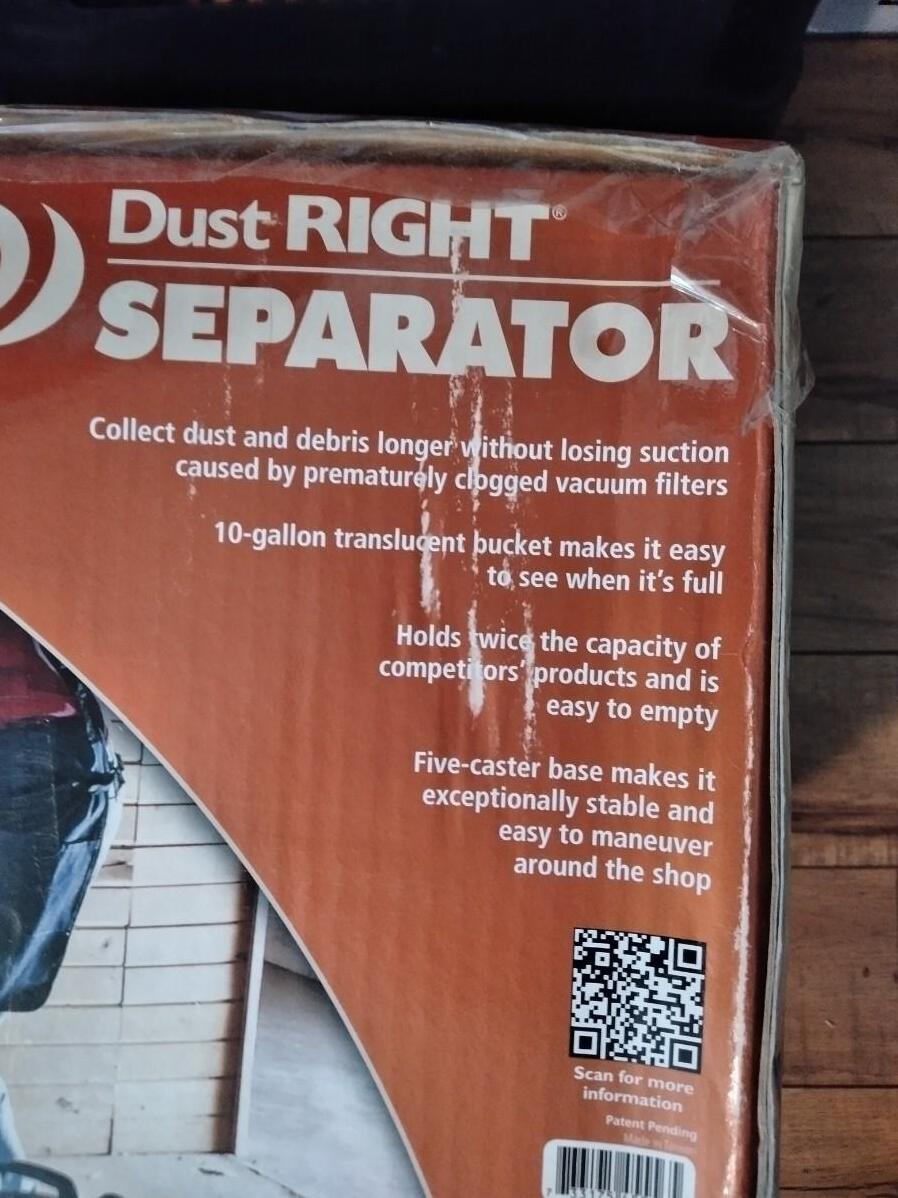 Dust RIGHT®
SEPARATOR
Collect dust and debris longer without losing suction
caused by prematurely clogged vacuum filters
10-gallon translucent bucket makes it easy
to see when it's full
Holds twice the capacity of
competitors' products and is
easy to empty
Five-caster base makes it
exceptionally stable and
easy to maneuver
around the shop
Scan for more
information
Patent Pending
Made in Taiwan